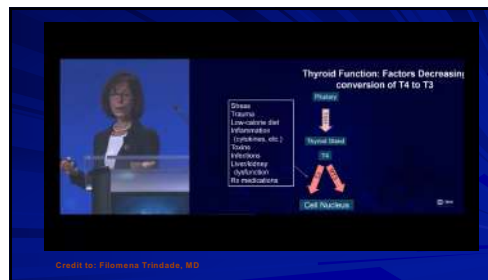 Thyroid Function: Factors Decreasing
conversion of T4 to T3
Pituitary
Stress
Trauma
Low-calorie diet
Inflammation
(cytokines, etc.)
Toxins
Infections
Liver/kidney
dysfunction
Rx medications
Thyroid Gland
T4
Cell Nucleus
Credit to: Filomena Trindade, MD